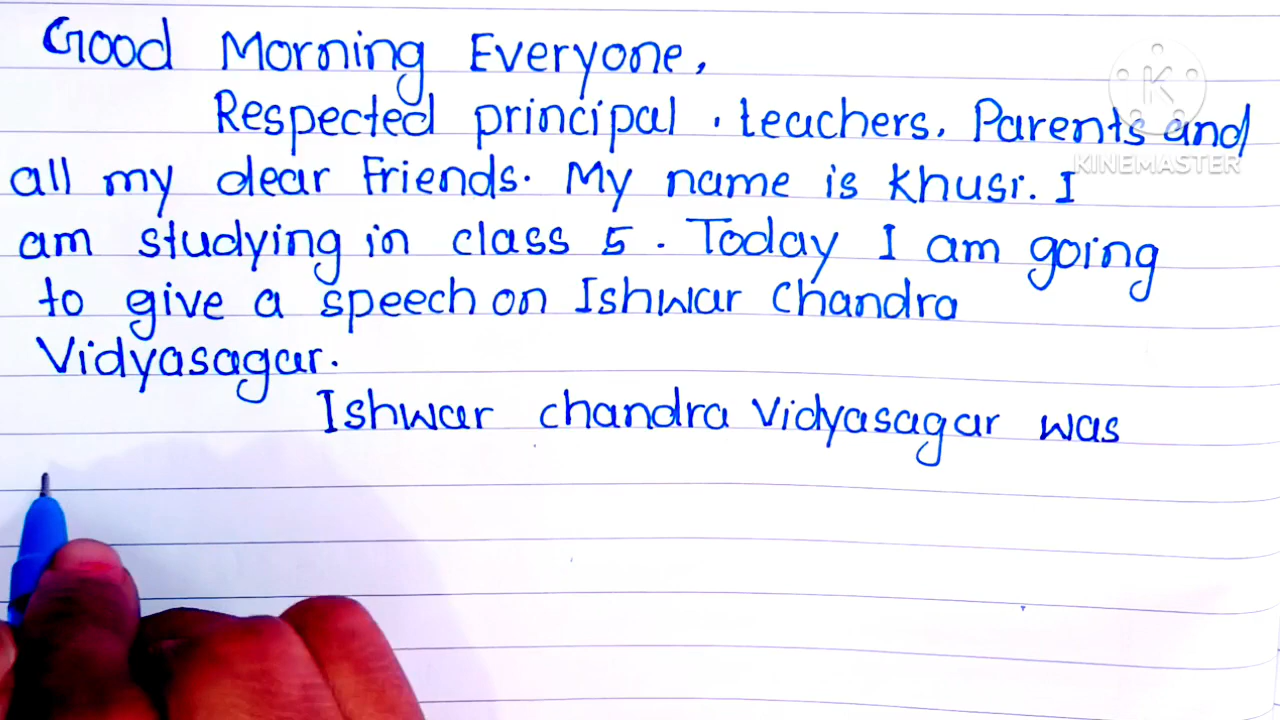 Good Morning Everyone,
Respected principal . teachers. Parents and
all my dear Friends. My name is Khusi. I
am studying in class 5. Today I am going
to give a speech on Ishwar Chandra
Vidyasagar.
Ishwar chandra Vidyasagar was
K
KINEMASTER